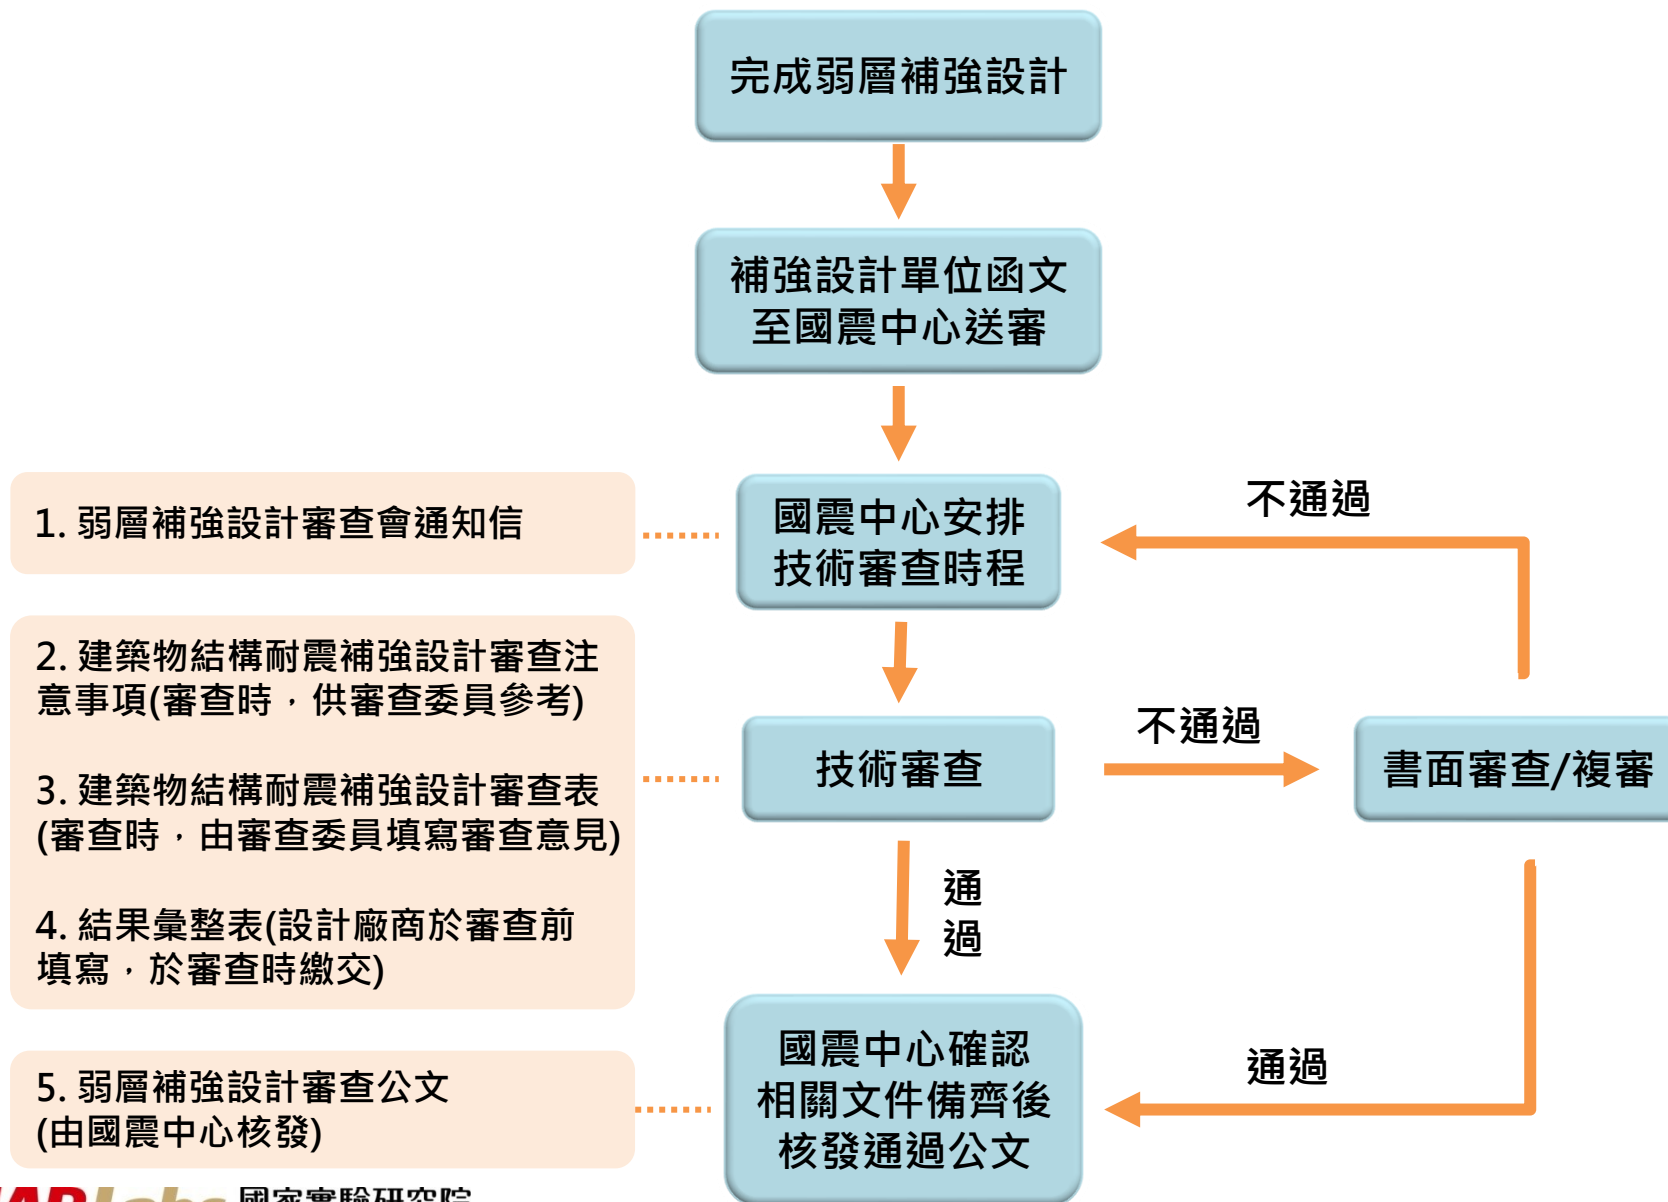 完成弱層補強設計
補強設計單位函文
至國震中心送審
1. 弱層補強設計審查會通知信
國震中心安排
技術審查時程
不通過
2. 建築物結構耐震補強設計審查注
意事項(審查時，供審查委員參考)
3. 建築物結構耐震補強設計審查表
(審查時，由審查委員填寫審查意見)
4. 結果彙整表(設計廠商於審查前
填寫，於審查時繳交)
技術審查
不通過
書面審查/複審
通
過
5. 弱層補強設計審查公文
(由國震中心核發)
國震中心確認
相關文件備齊後
核發通過公文
通過
NARLabs 國家實驗研究院